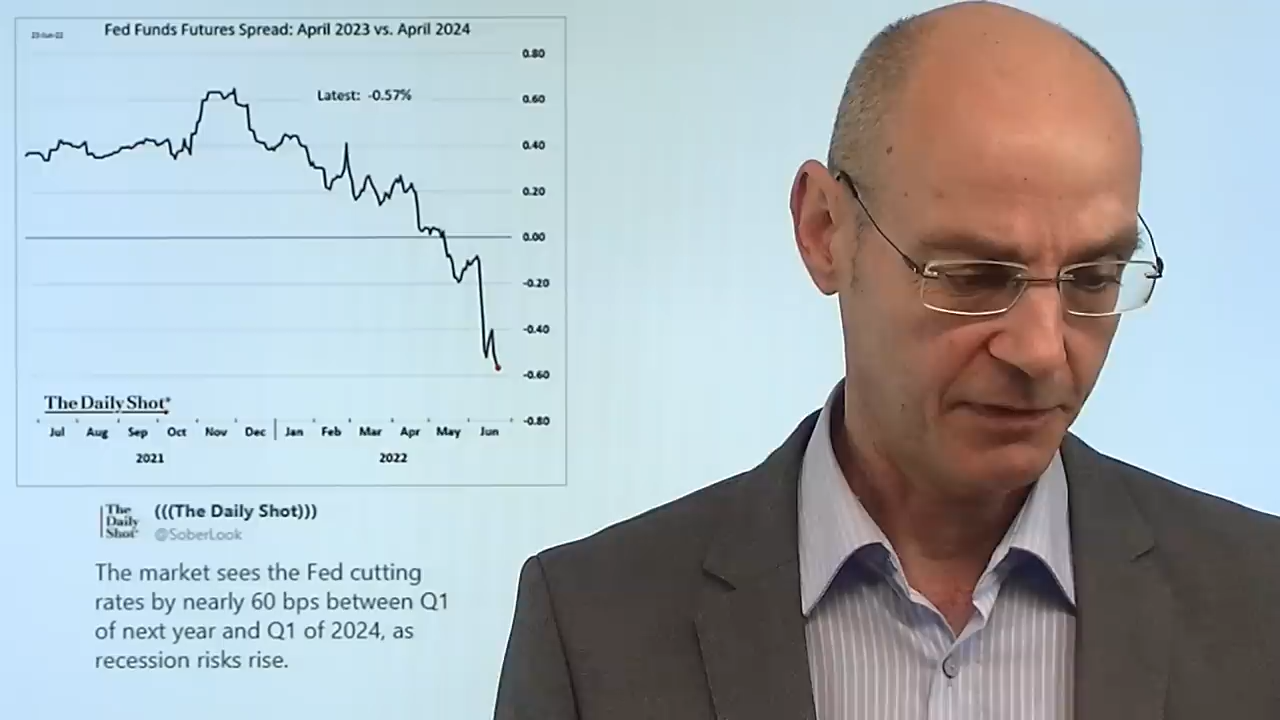 Fed Funds Futures Spread: April 2023 vs. April 2024
Latest: -0.57%
0.80
0.60
0.40
0.20
0.00
-0.20
-0.40
-0.60
-0.80
The Daily Shot
Jul Aug Sep Oct Nov Dec Jan Feb Mar Apr May Jun
2021 2022
The
Daily
Shot
(((The Daily Shot)))
@SoberLook
The market sees the Fed cutting
rates by nearly 60 bps between Q1
of next year and Q1 of 2024, as
recession risks rise.